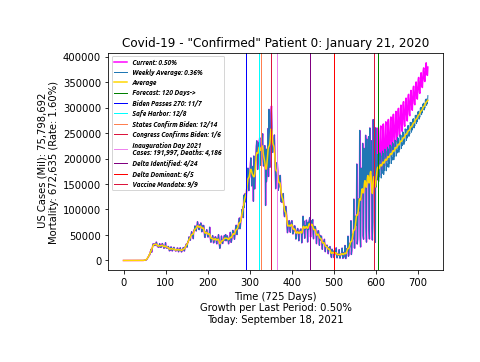 Covid-19 - "Confirmed" Patient 0: January 21, 2020
US Cases (Mil): 75,798,692
Mortality: 672,635 (Rate: 1.60%)
400000
350000
300000
250000
200000
150000
100000
50000
0
Current: 0.50%
Weekly Average: 0.36%
Average
Forecast: 120 Days->
Biden Passes 270: 11/7
Safe Harbor: 12/8
States Confirm Biden: 12/14
Congress Confirms Biden: 1/6
Inauguration Day 2021
Cases: 191,997, Deaths: 4,186
Delta Identified: 4/24
Delta Dominant: 6/5
Vaccine Mandate: 9/9
0 100 200 300 400 500 600 700
Time (725 Days)
Growth per Last Period: 0.50%
Today: September 18, 2021